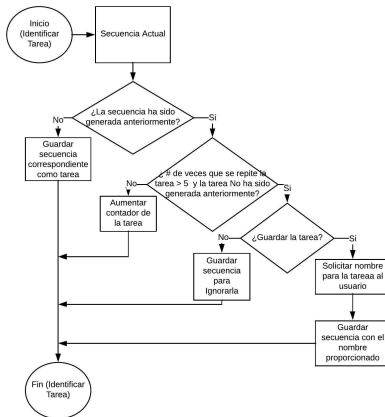 Inicio
(Identificar
Tarea)
Secuencia Actual
¿La secuencia ha sido
generada anteriormente?
No
Si
Guardar
secuencia
correspondiente
como tarea
¿ # de veces que se repite la
tarea > 5 y la tarea No ha sido
generada anteriormente?
No
Si
Aumentar
contador de
la tarea
¿Guardar la tarea?
No
Si
Guardar
secuencia
para
Ignorarla
Solicitar nombre
para la tareaa al
usuario
Guardar
secuencia con el
nombre
proporcionado
Fin (Identificar
Tarea)